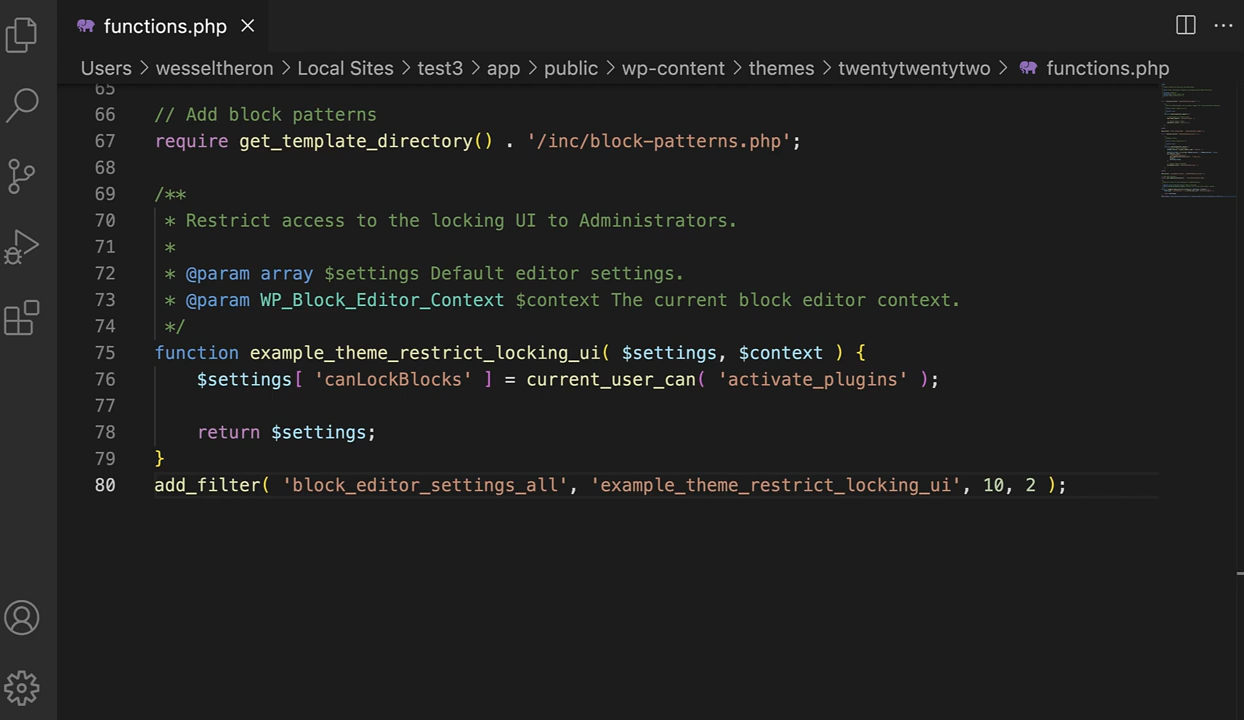 functions.php
Users > wesseltheron > Local Sites > test3 > app > public > wp-content > themes > twentytwentytwo > functions.php
65
66 // Add block patterns
67 require get_template_directory() . '/inc/block-patterns.php';
68
69 /**
70 * Restrict access to the locking UI to Administrators.
71 *
72 * @param array $settings Default editor settings.
73 * @param WP_Block_Editor_Context $context The current block editor context.
74 */
75 function example_theme_restrict_locking_ui( $settings, $context ) {
76 $settings[ 'canLockBlocks' ] = current_user_can( 'activate_plugins' );
77
78 return $settings;
79 }
80 add_filter( 'block_editor_settings_all', 'example_theme_restrict_locking_ui', 10, 2 );